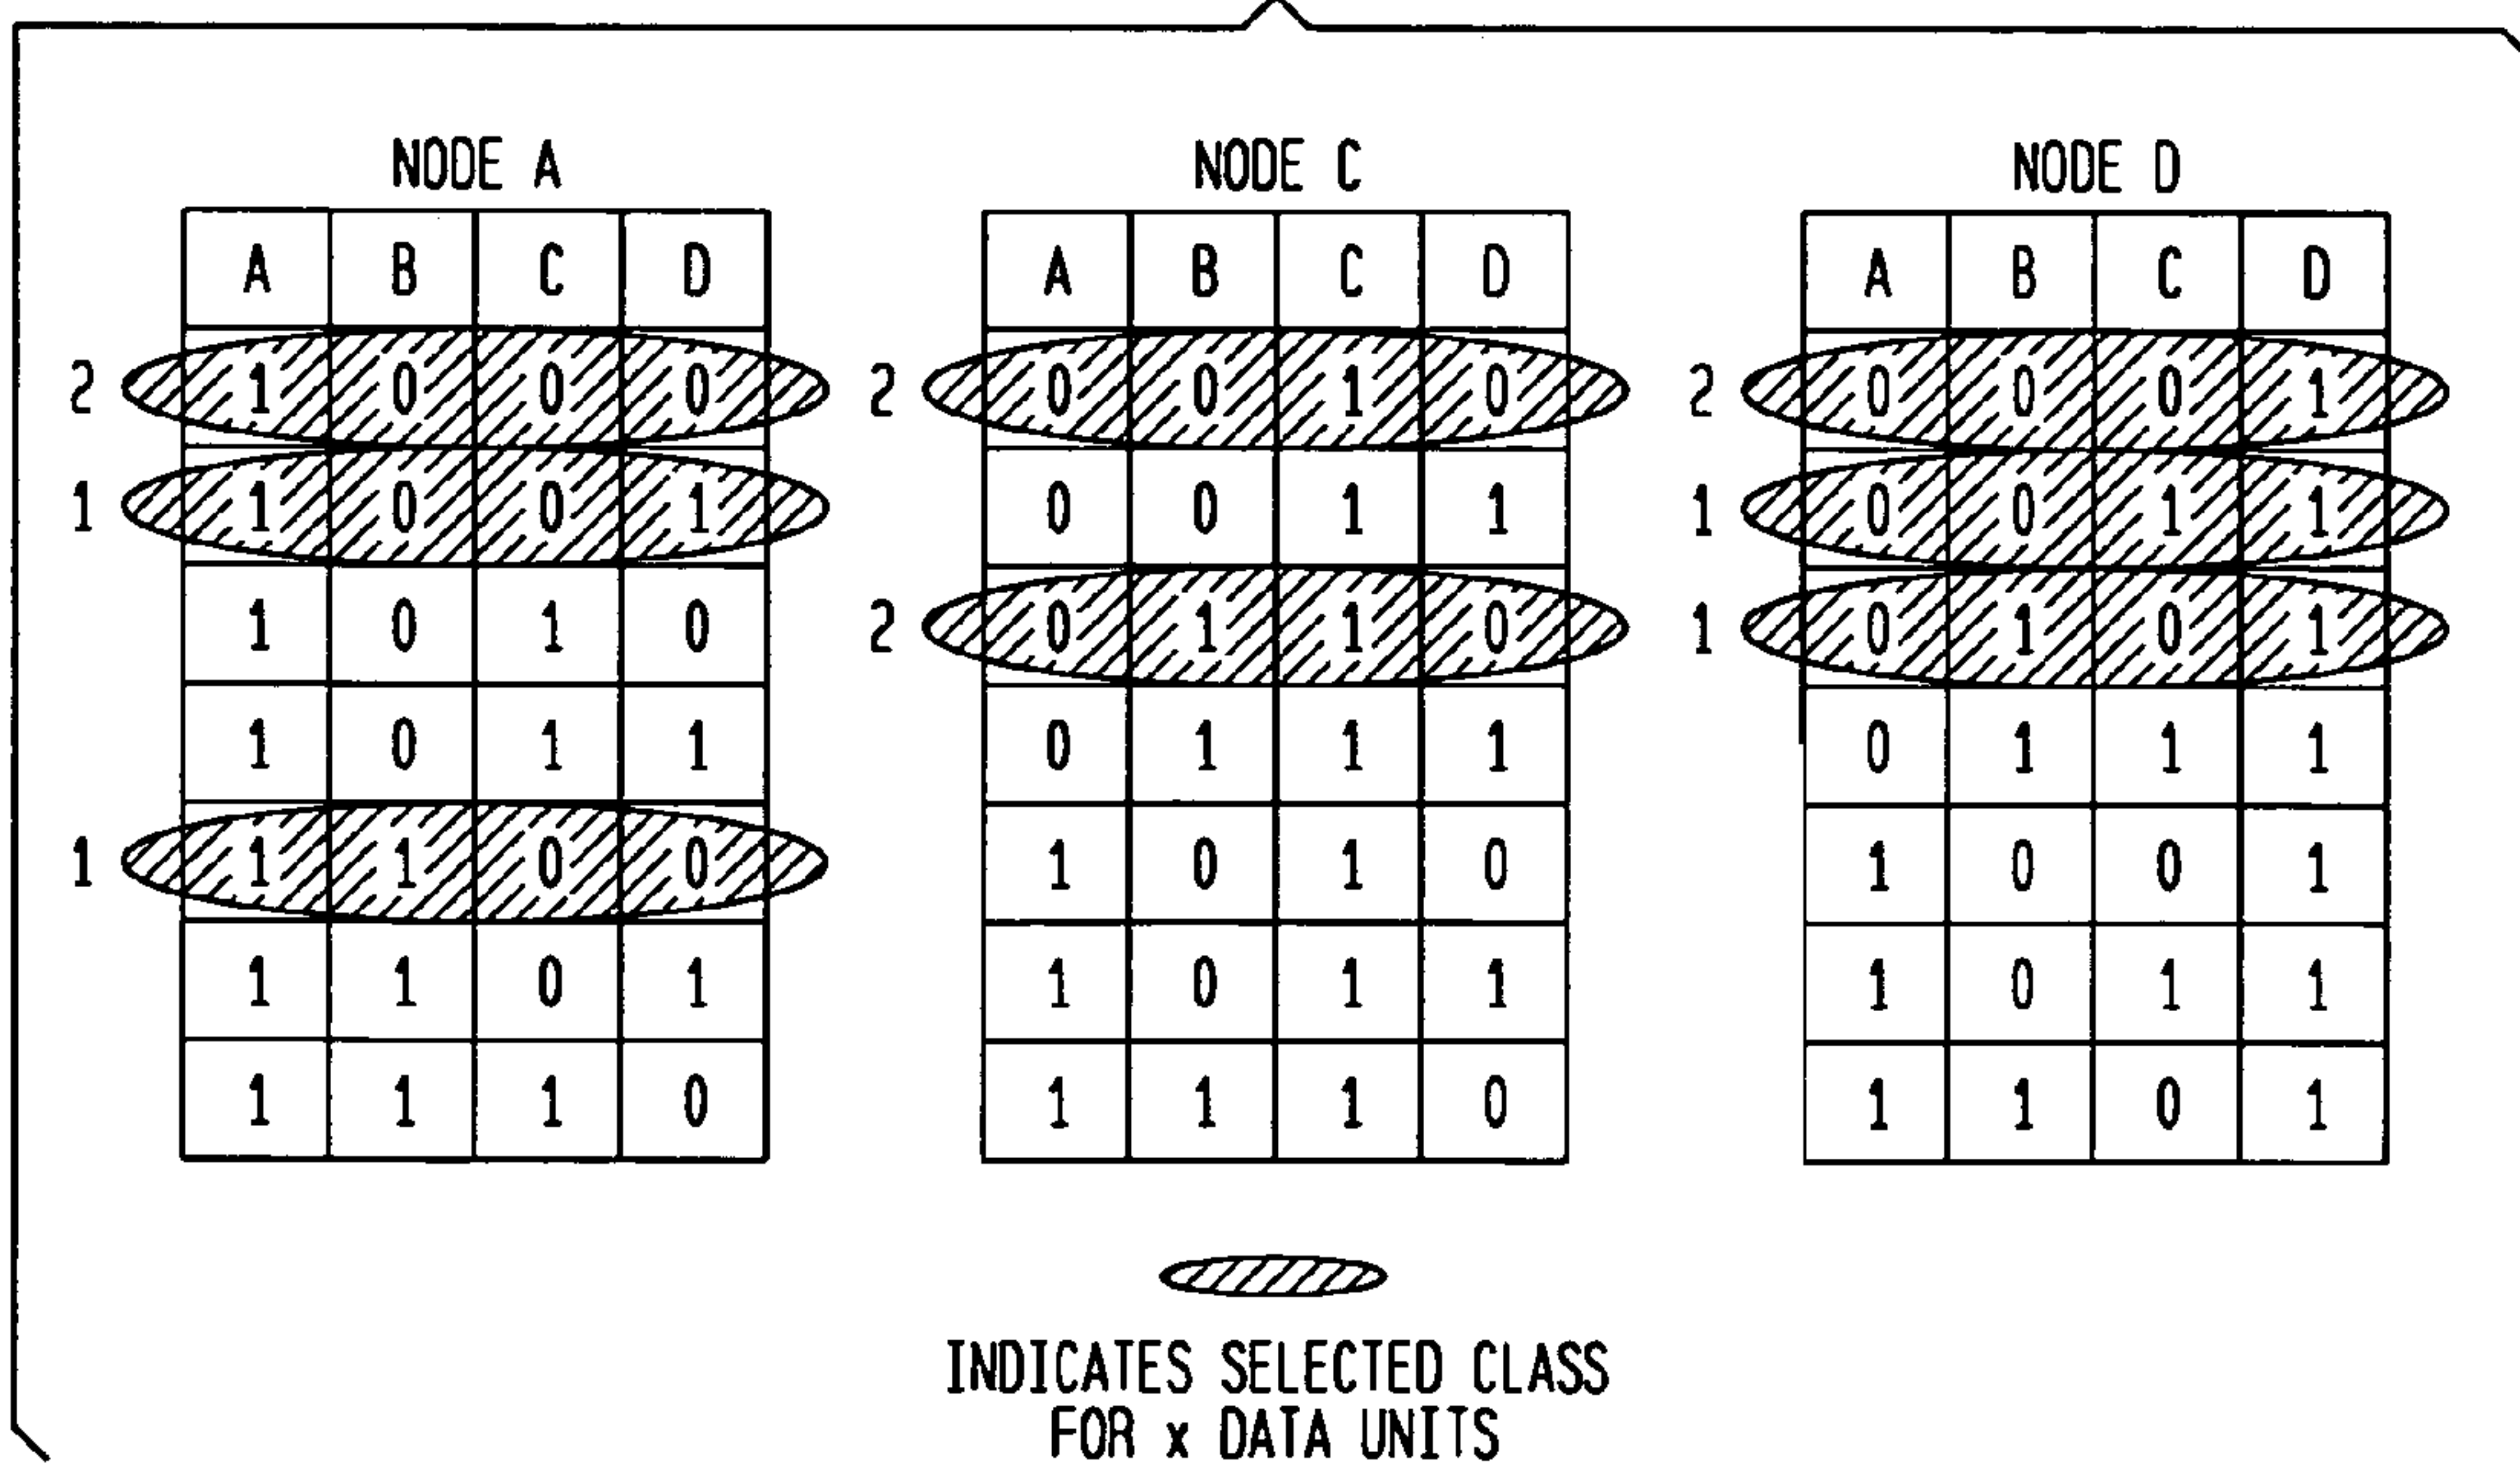 NODE A NODE C NODE D
A B C D A B C D A B C D
2 1 0 0 0 2 0 0 1 0 2 0 0 0 1
1 1 0 0 1 0 0 1 1 1 0 0 1 1
1 0 1 0 2 0 1 1 0 1 0 1 0 1
1 0 1 1 0 1 1 1 0 1 1 1
1 1 1 0 0 1 0 1 0 1 0 0 1
1 1 0 1 1 0 1 1 1 0 1 1
1 1 1 0 1 1 1 0 1 1 0 1
INDICATES SELECTED CLASS
FOR x DATA UNITS